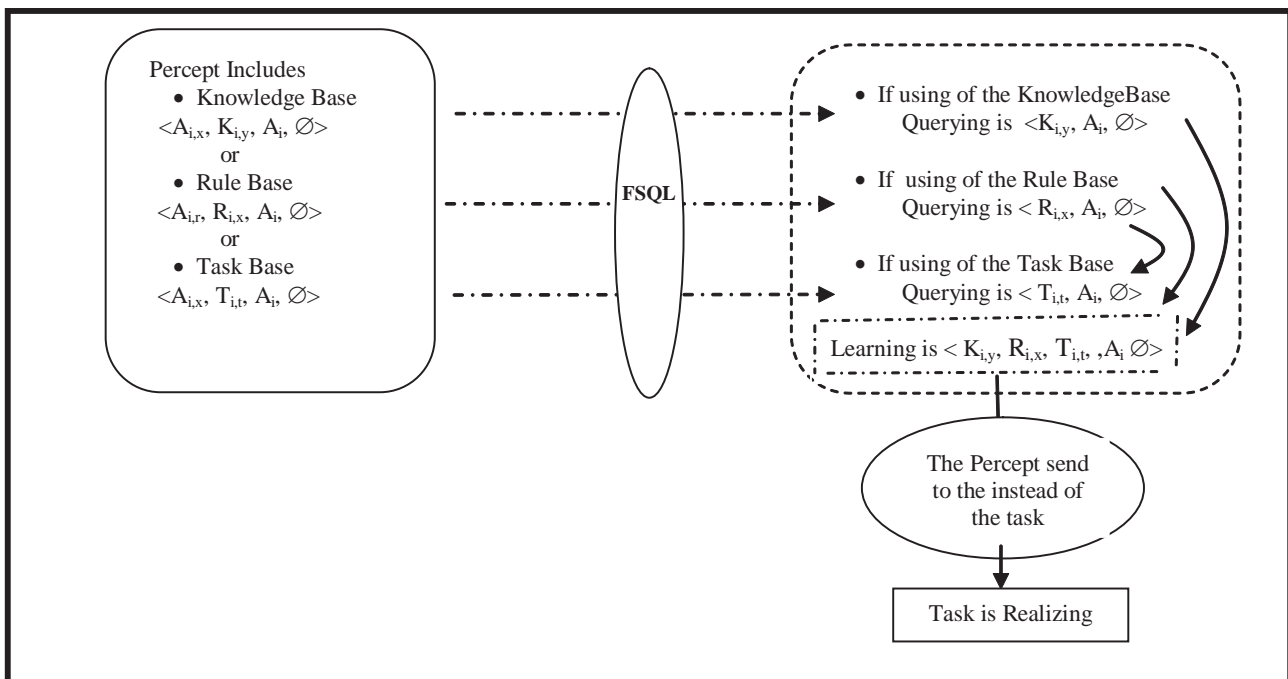 Percept Includes
• Knowledge Base
<A_{i,x}, K_{i,y}, A_i, ∅>
or
• Rule Base
<A_{i,r}, R_{i,x}, A_i, ∅>
or
• Task Base
<A_{i,x}, T_{i,t}, A_i, ∅>
FSQL
• If using of the KnowledgeBase
Querying is <K_{i,y}, A_i, ∅>
• If using of the Rule Base
Querying is < R_{i,x}, A_i, ∅>
• If using of the Task Base
Querying is < T_{i,t}, A_i, ∅>
Learning is < K_{i,y}, R_{i,x}, T_{i,t}, ,A_i ∅>
The Percept send
to the instead of
the task
Task is Realizing